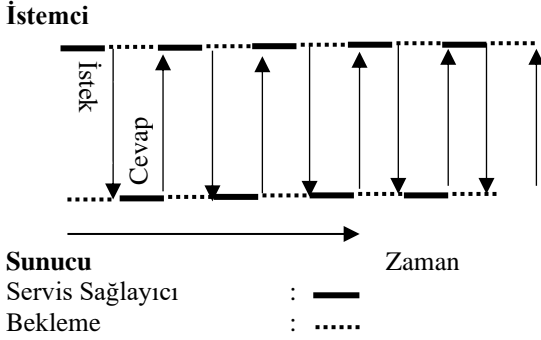 İstemci
İstek
Cevap
Sunucu Zaman
Servis Sağlayıcı :
Bekleme :